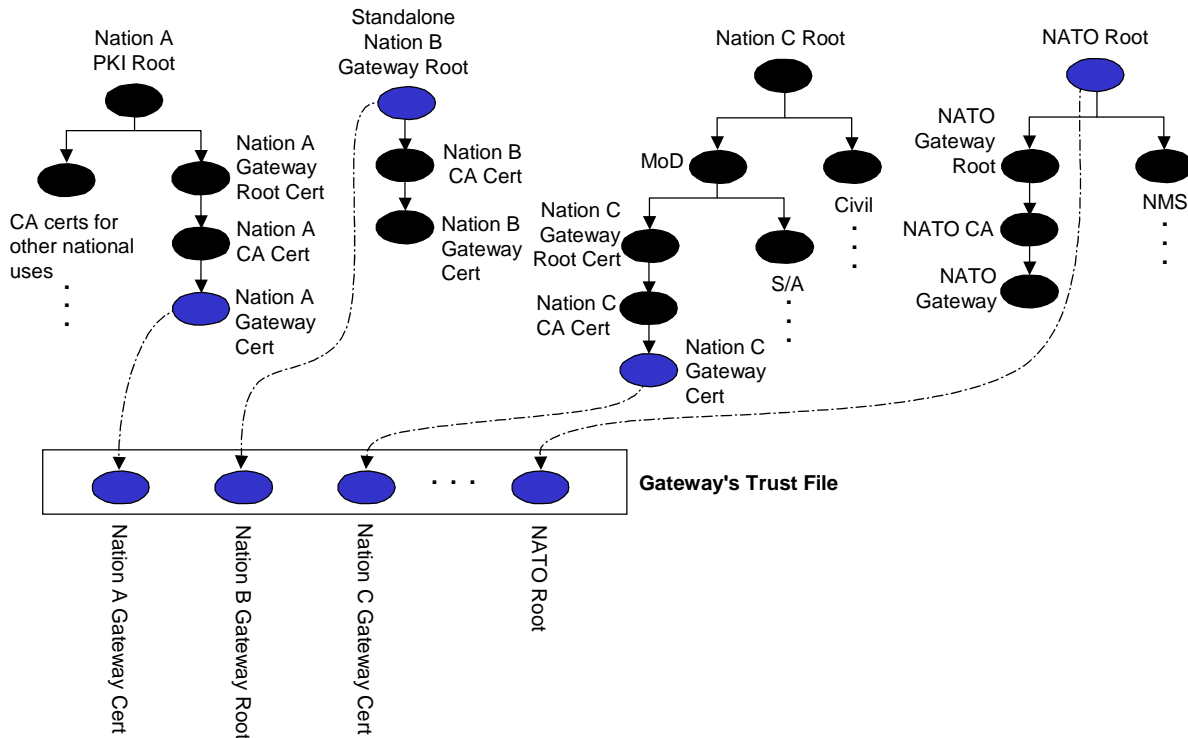 Nation A
PKI Root
Standalone
Nation B
Gateway Root
Nation C Root
NATO Root
CA certs for
other national
uses
Nation A
Gateway
Root Cert
Nation A
CA Cert
Nation A
Gateway
Cert
Nation B
CA Cert
Nation B
Gateway
Cert
MoD
Civil
Nation C
Gateway
Root Cert
S/A
Nation C
CA Cert
Nation C
Gateway
Cert
NATO
Gateway
Root
NMS
NATO CA
NATO
Gateway
. . .
Gateway's Trust File
Nation A Gateway Cert
Nation B Gateway Root
Nation C Gateway Cert
NATO Root